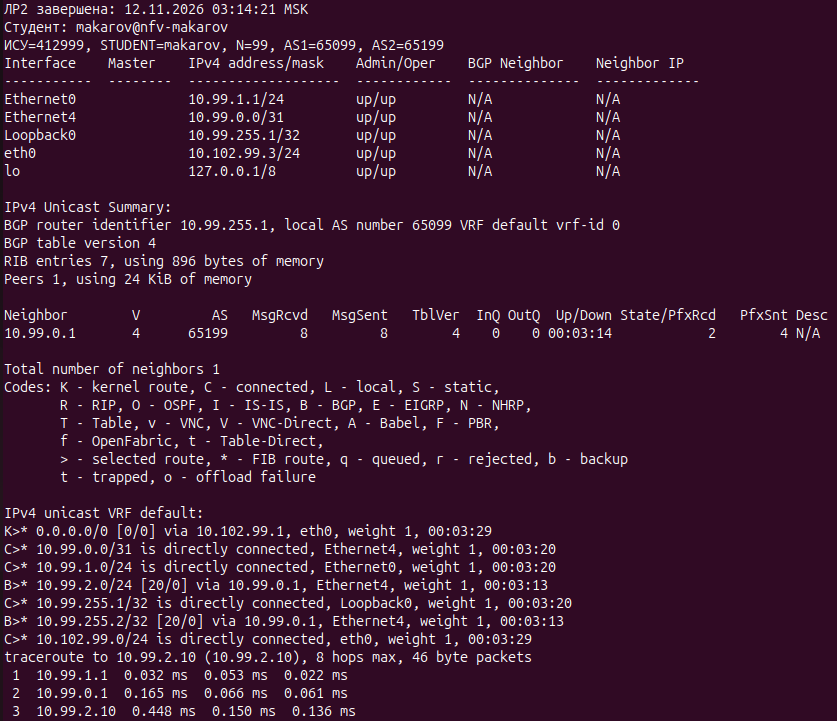 ЛР2 завершена: 12.11.2026 03:14:21 MSK
Студент: makarov@nfv-makarov
ИСУ=412999, STUDENT=makarov, N=99, AS1=65099, AS2=65199
Interface    Master    IPv4 address/mask    Admin/Oper    BGP Neighbor    Neighbor IP
-----------  --------  -------------------  ------------  --------------  -------------
Ethernet0              10.99.1.1/24         up/up         N/A             N/A
Ethernet4              10.99.0.0/31         up/up         N/A             N/A
Loopback0              10.99.255.1/32       up/up         N/A             N/A
eth0                   10.102.99.3/24       up/up         N/A             N/A
lo                     127.0.0.1/8          up/up         N/A             N/A

IPv4 Unicast Summary:
BGP router identifier 10.99.255.1, local AS number 65099 VRF default vrf-id 0
BGP table version 4
RIB entries 7, using 896 bytes of memory
Peers 1, using 24 KiB of memory

Neighbor        V         AS   MsgRcvd   MsgSent   TblVer  InQ OutQ  Up/Down State/PfxRcd   PfxSnt Desc
10.99.0.1       4      65199         8         8        4    0    0 00:03:14            2        4 N/A

Total number of neighbors 1
Codes: K - kernel route, C - connected, L - local, S - static,
       R - RIP, O - OSPF, I - IS-IS, B - BGP, E - EIGRP, N - NHRP,
       T - Table, v - VNC, V - VNC-Direct, A - Babel, F - PBR,
       f - OpenFabric, t - Table-Direct,
       > - selected route, * - FIB route, q - queued, r - rejected, b - backup
       t - trapped, o - offload failure

IPv4 unicast VRF default:
K>* 0.0.0.0/0 [0/0] via 10.102.99.1, eth0, weight 1, 00:03:29
C>* 10.99.0.0/31 is directly connected, Ethernet4, weight 1, 00:03:20
C>* 10.99.1.0/24 is directly connected, Ethernet0, weight 1, 00:03:20
B>* 10.99.2.0/24 [20/0] via 10.99.0.1, Ethernet4, weight 1, 00:03:13
C>* 10.99.255.1/32 is directly connected, Loopback0, weight 1, 00:03:20
B>* 10.99.255.2/32 [20/0] via 10.99.0.1, Ethernet4, weight 1, 00:03:13
C>* 10.102.99.0/24 is directly connected, eth0, weight 1, 00:03:29
traceroute to 10.99.2.10 (10.99.2.10), 8 hops max, 46 byte packets
 1  10.99.1.1  0.032 ms  0.053 ms  0.022 ms
 2  10.99.0.1  0.165 ms  0.066 ms  0.061 ms
 3  10.99.2.10  0.448 ms  0.150 ms  0.136 ms